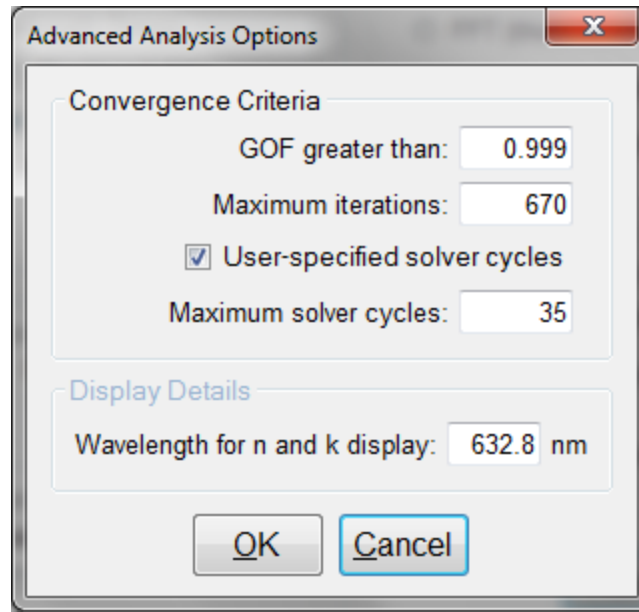 Advanced Analysis Options
Convergence Criteria
GOF greater than: 0.999
Maximum iterations: 670
User-specified solver cycles
Maximum solver cycles: 35
Display Details
Wavelength for n and k display: 632.8 nm
OK Cancel